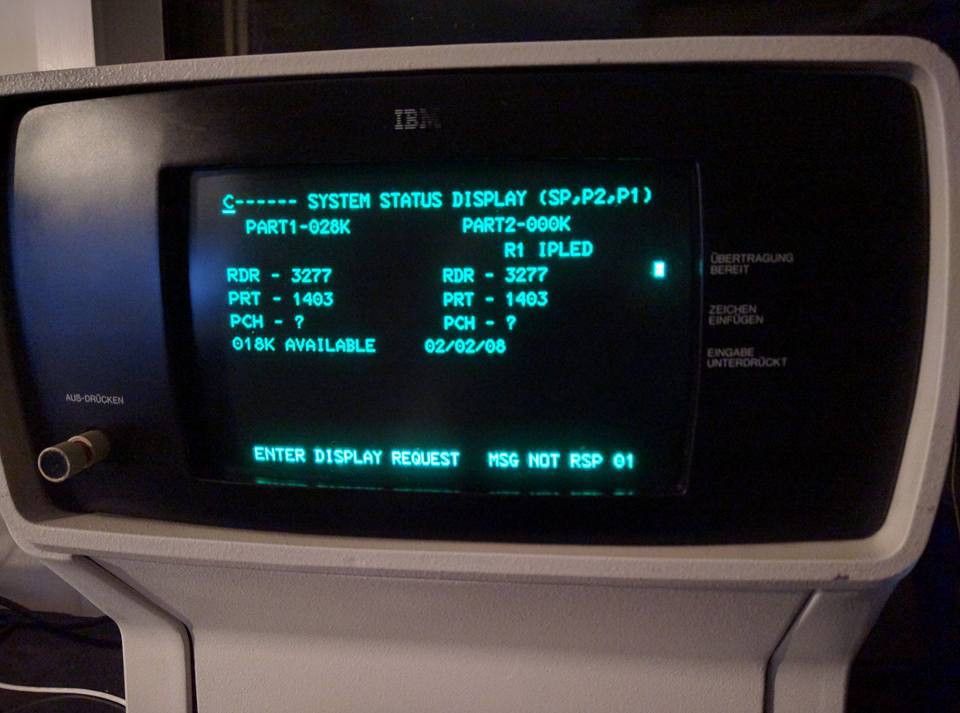 IBM
C------ SYSTEM STATUS DISPLAY (SP,P2,P1)
PART1-028K PART2-000K
R1 IPLED
RDR - 3277 RDR - 3277
PRT - 1403 PRT - 1403
PCH - ? PCH - ?
018K AVAILABLE 02/02/08
ENTER DISPLAY REQUEST MSG NOT RSP 01
ÜBERTRAGUNG
BEREIT
ZEICHEN
EINFÜGEN
EINGABE
UNTERDRÜCKT
AUS-DRÜCKEN